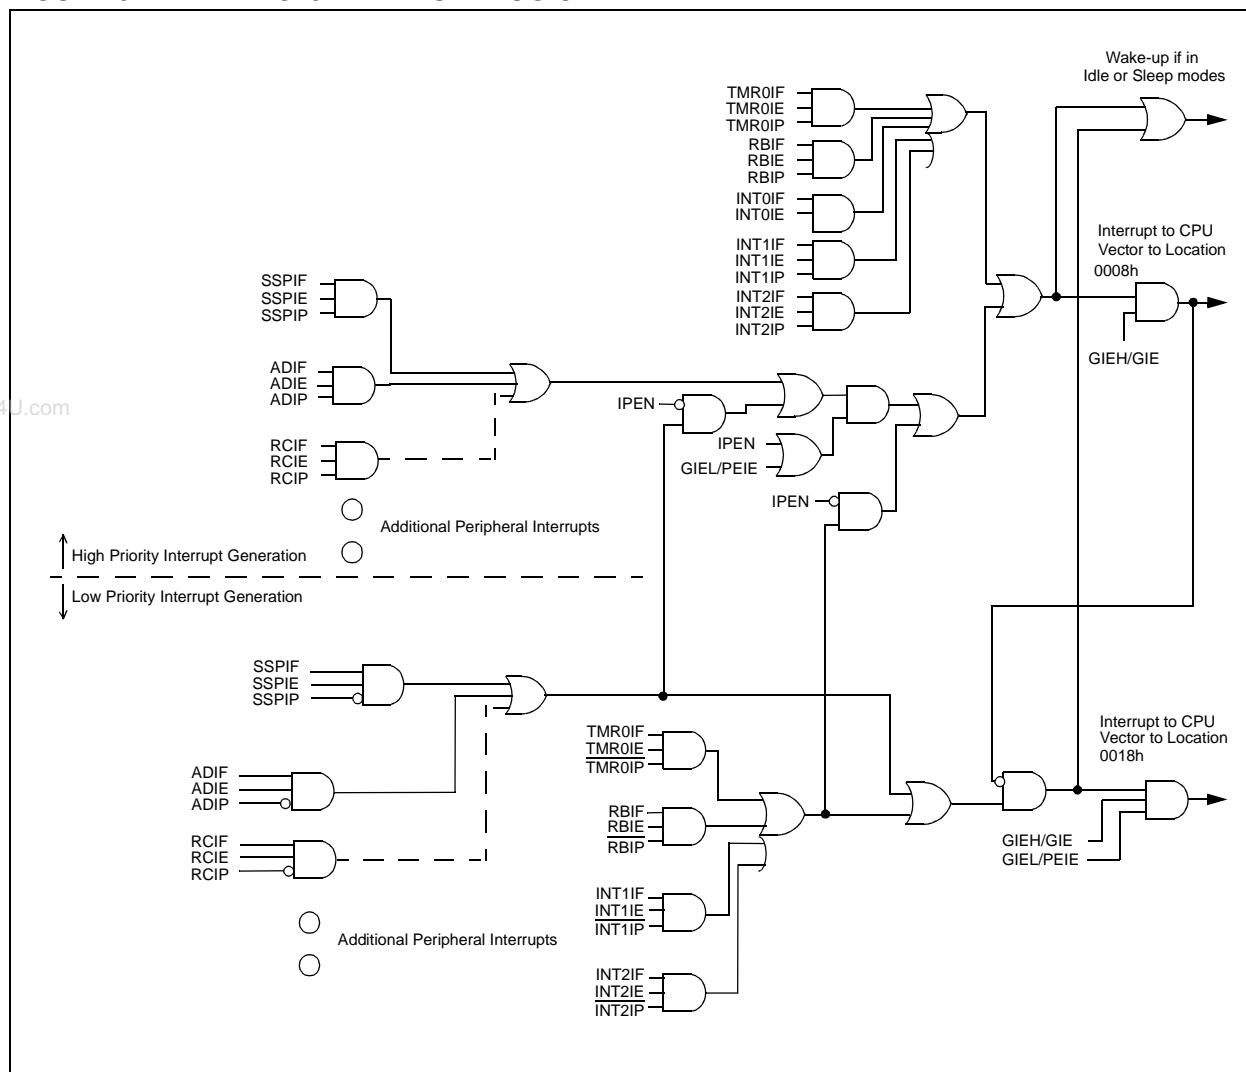 Wake-up if in
Idle or Sleep modes
TMR0IF
TMR0IE
TMR0IP
RBIF
RBIE
RBIP
INT0IF
INT0IE
INT1IF
INT1IE
INT1IP
INT2IF
INT2IE
INT2IP
Interrupt to CPU
Vector to Location
0008h
GIEH/GIE
SSPIF
SSPIE
SSPIP
ADIF
ADIE
ADIP
RCIF
RCIE
RCIP
4U.com
IPEN
IPEN
GIEL/PEIE
IPEN
Additional Peripheral Interrupts
High Priority Interrupt Generation
Low Priority Interrupt Generation
SSPIF
SSPIE
SSPIP
ADIF
ADIE
ADIP
RCIF
RCIE
RCIP
Additional Peripheral Interrupts
TMR0IF
TMR0IE
TMR0IP
RBIF
RBIE
RBIP
INT1IF
INT1IE
INT1IP
INT2IF
INT2IE
INT2IP
Interrupt to CPU
Vector to Location
0018h
GIEH/GIE
GIEL/PEIE